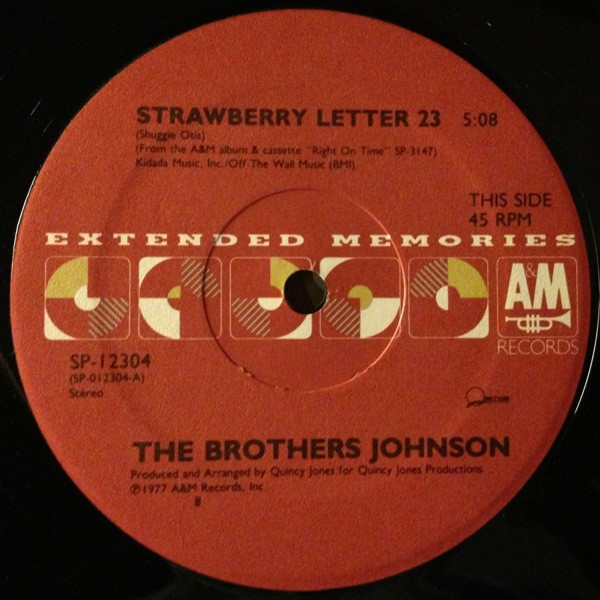 STRAWBERRY LETTER 23 5:08
(Shuggie Otis)
(From the A&M album & cassette "Right On Time" SP-3147)
Kidada Music, Inc./Off The Wall Music (BMI)
THIS SIDE
45 RPM
EXTENDED MEMORIES
A&M
RECORDS
SP-12304
(SP-012304-A)
Stereo
THE BROTHERS JOHNSON
Produced and Arranged by Quincy Jones for Quincy Jones Productions
℗1977 A&M Records, Inc.